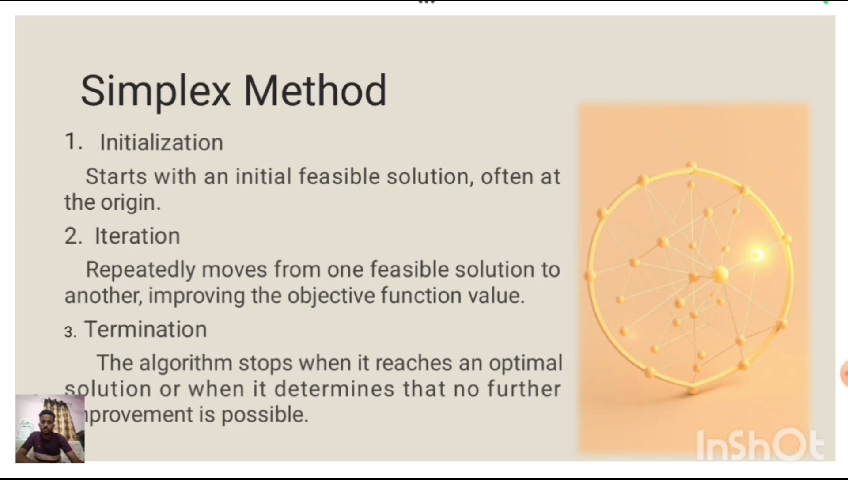 Simplex Method
1. Initialization
Starts with an initial feasible solution, often at
the origin.
2. Iteration
Repeatedly moves from one feasible solution to
another, improving the objective function value.
3. Termination
The algorithm stops when it reaches an optimal
solution or when it determines that no further
provement is possible.
InShOt